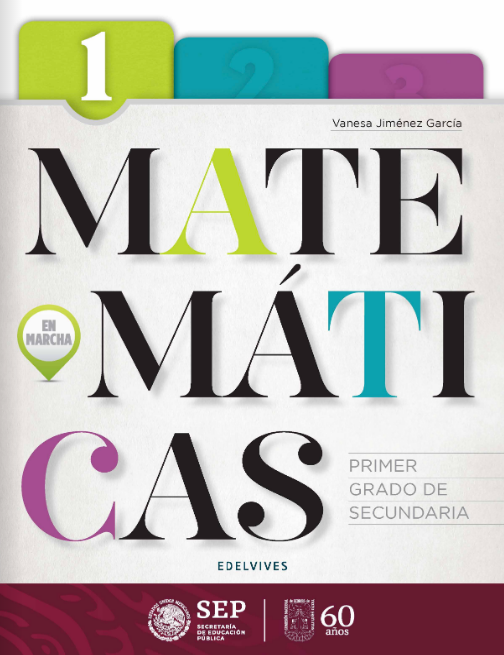 1
2
3
Vanesa Jiménez García
MATE
EN
MARCHA
MÁTI
CAS
PRIMER
GRADO DE
SECUNDARIA
EDELVIVES
SEP
SECRETARÍA
DE EDUCACIÓN
PÚBLICA
60
años